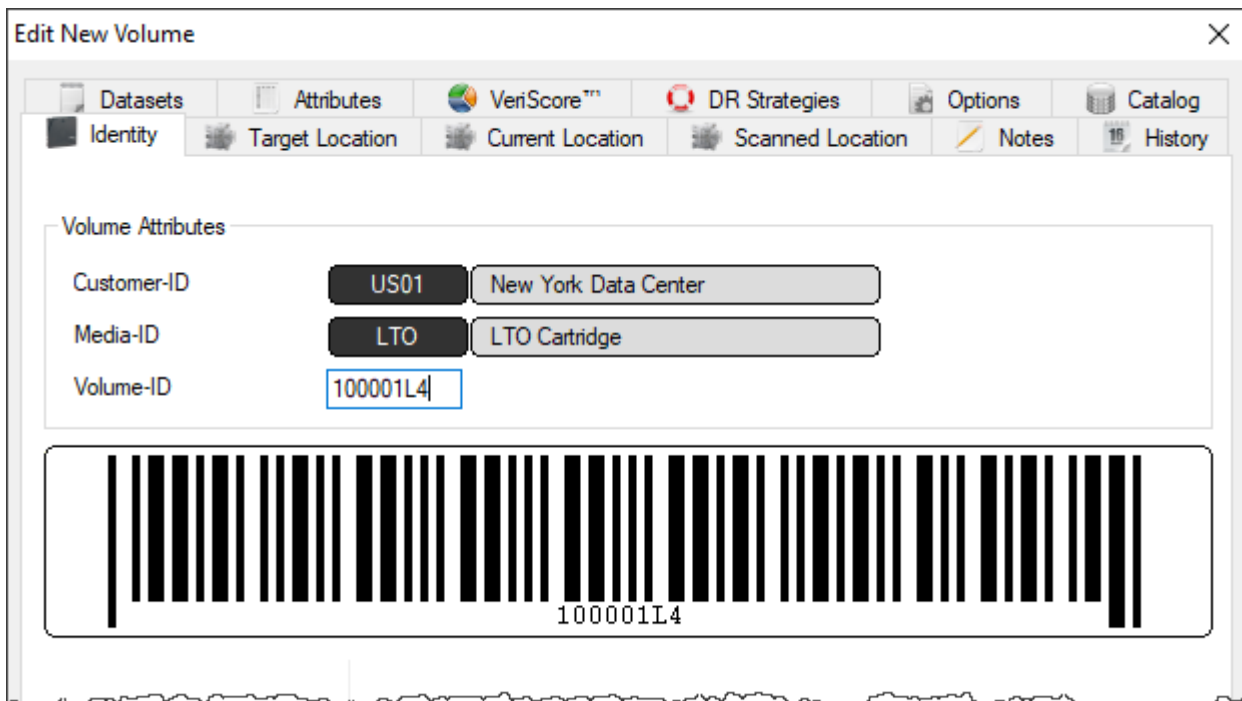 Edit New Volume
Datasets Attributes VeriScore™ DR Strategies Options Catalog
Identity Target Location Current Location Scanned Location Notes 16 History
Volume Attributes
Customer-ID US01 New York Data Center
Media-ID LTO LTO Cartridge
Volume-ID 100001L4
100001L4